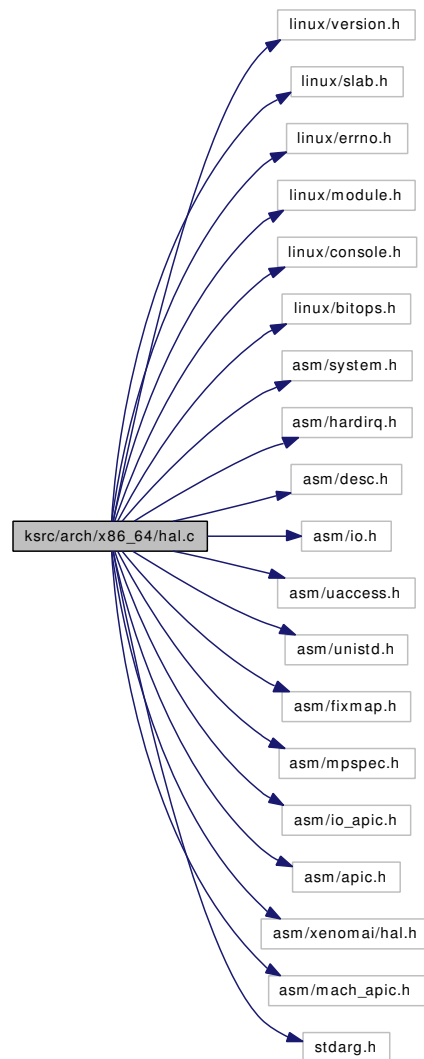 linux/version.h
linux/slab.h
linux/errno.h
linux/module.h
linux/console.h
linux/bitops.h
asm/system.h
asm/hardirq.h
asm/desc.h
ksrc/arch/x86_64/hal.c
asm/io.h
asm/uaccess.h
asm/unistd.h
asm/fixmap.h
asm/mpspec.h
asm/io_apic.h
asm/apic.h
asm/xenomai/hal.h
asm/mach_apic.h
stdarg.h